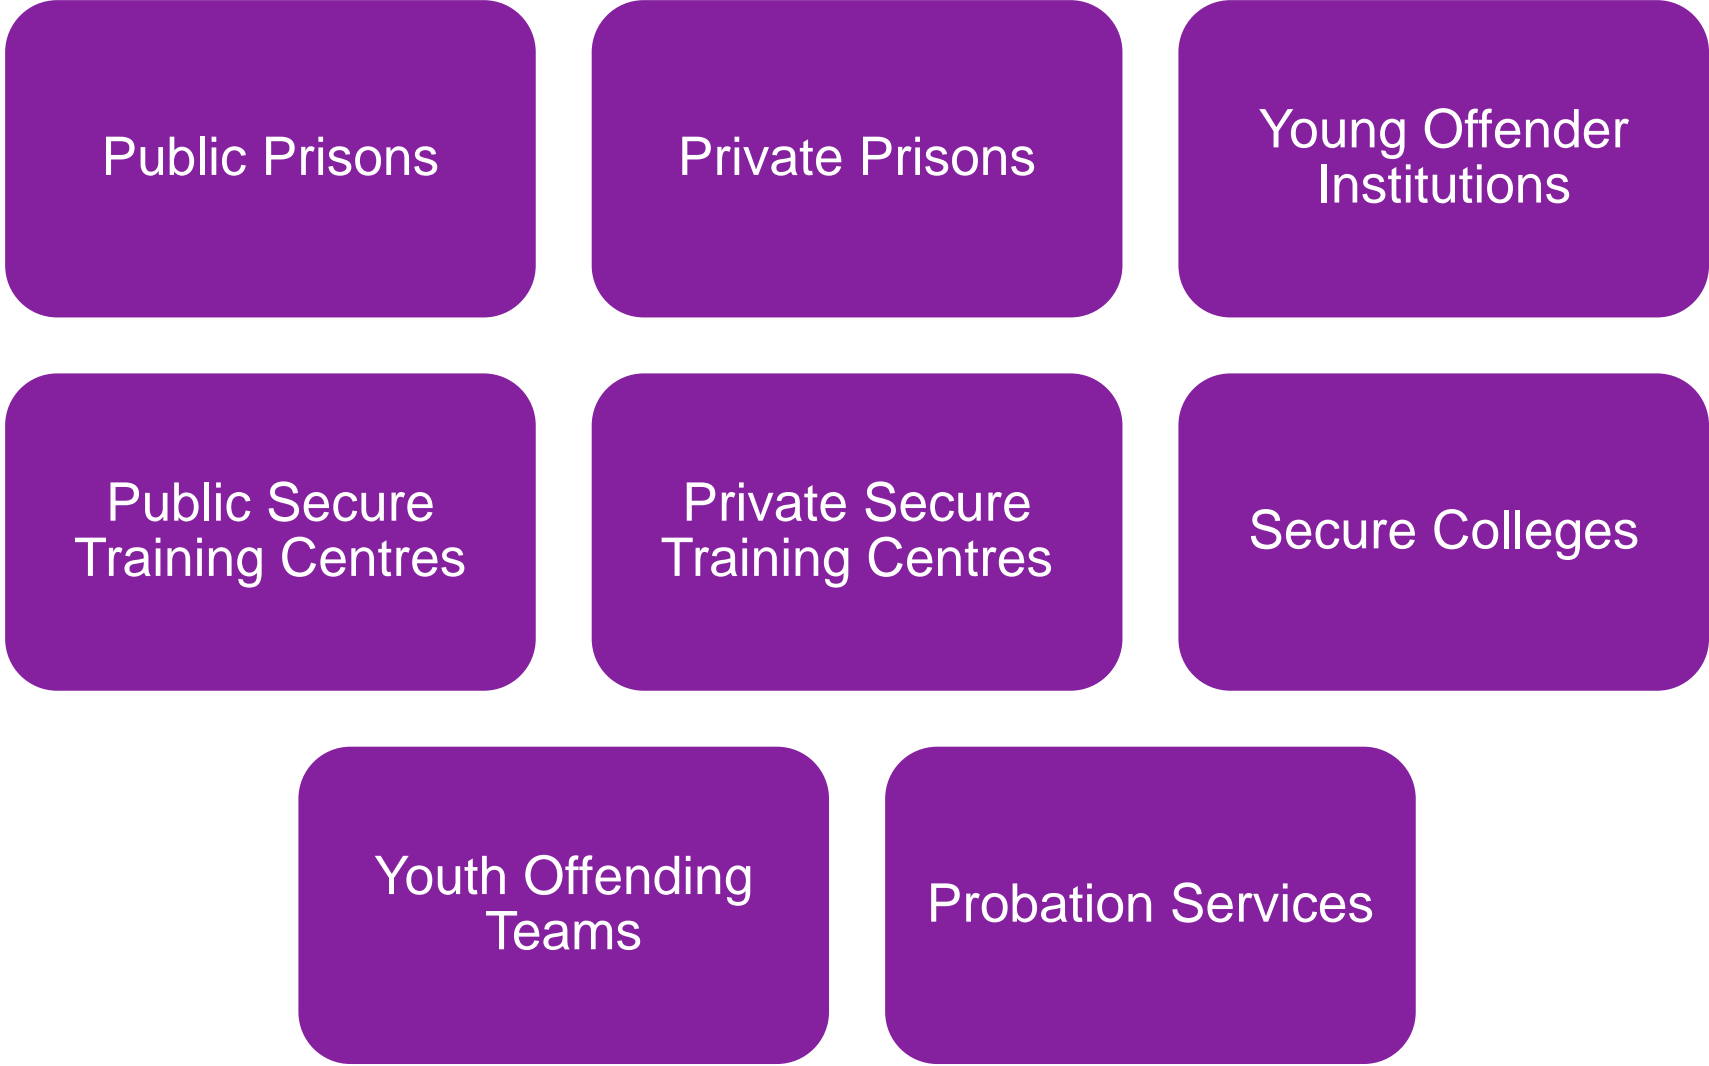 Public Prisons
Private Prisons
Young Offender
Institutions
Public Secure
Training Centres
Private Secure
Training Centres
Secure Colleges
Youth Offending
Teams
Probation Services